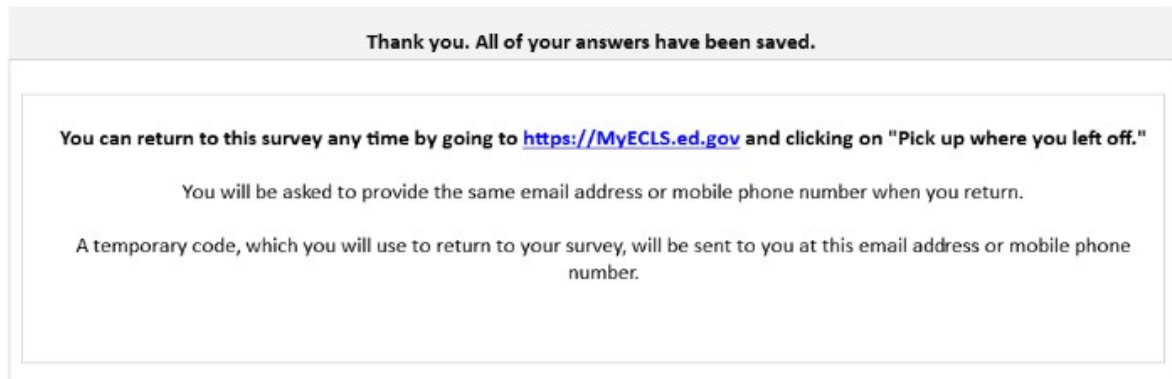 Thank you. All of your answers have been saved.
You can return to this survey any time by going to https://MyECLS.ed.gov and clicking on "Pick up where you left off."
You will be asked to provide the same email address or mobile phone number when you return.
A temporary code, which you will use to return to your survey, will be sent to you at this email address or mobile phone
number.